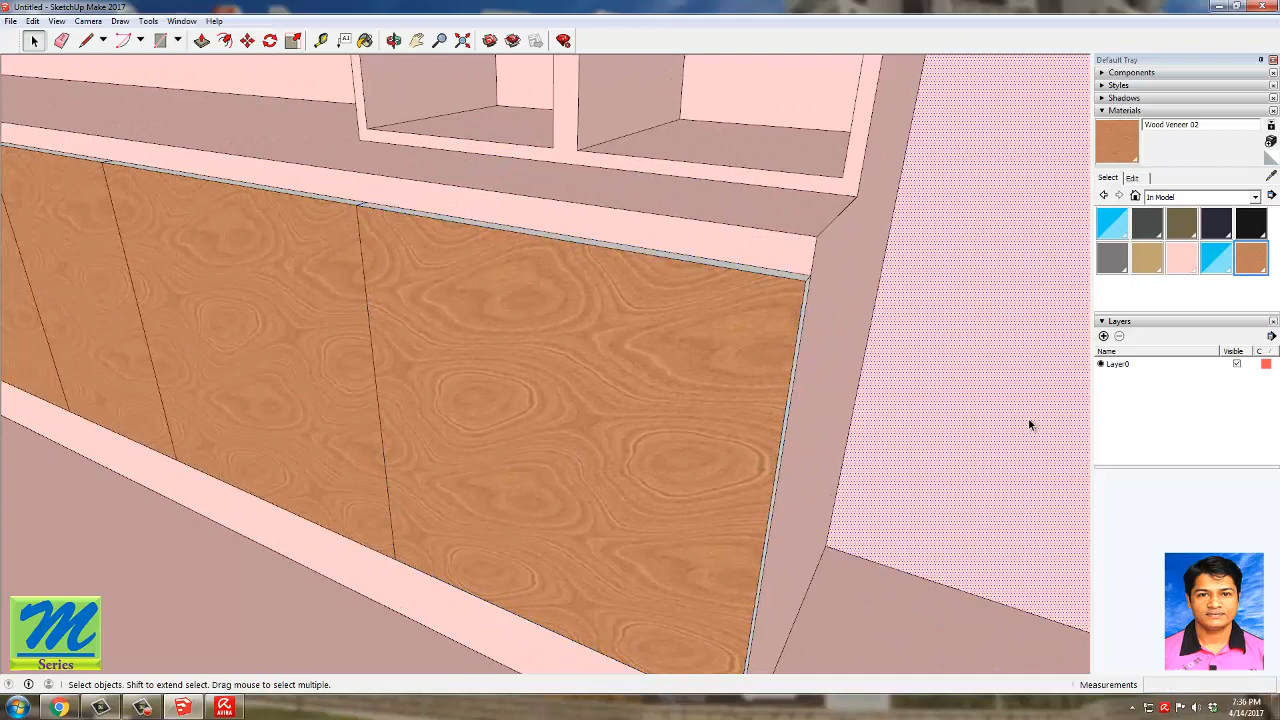 Untitled - SketchUp Make 2017
File Edit View Camera Draw Tools Window Help
A1
Default Tray
Components
Styles
Shadows
Materials
Wood Veneer 02
Select Edit
In Model
Layers
Name Visible C
Layer0
M
Series
Select objects. Shift to extend select. Drag mouse to select multiple.
Measurements
AVIRA
7:36 PM
4/14/2017